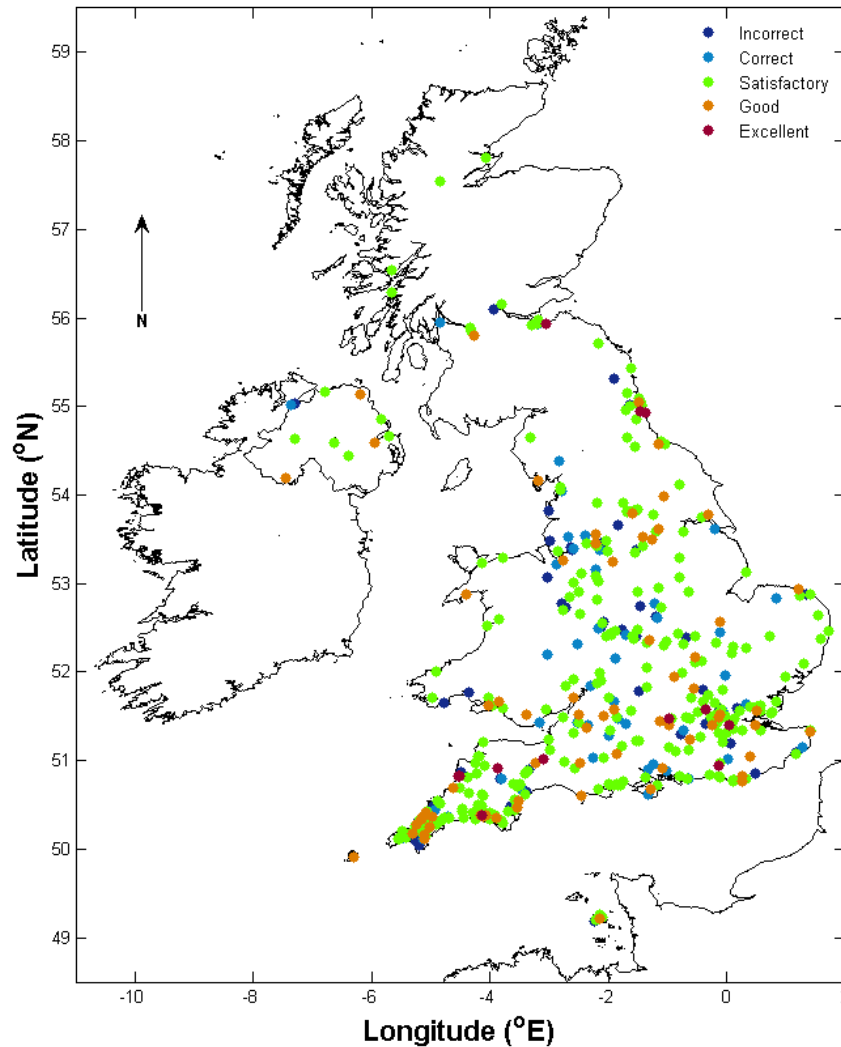 59
58
57
56
55
54
53
52
51
50
49
Latitude (°N)
N
Incorrect
Correct
Satisfactory
Good
Excellent
-10
-8
-6
-4
-2
0
Longitude (°E)